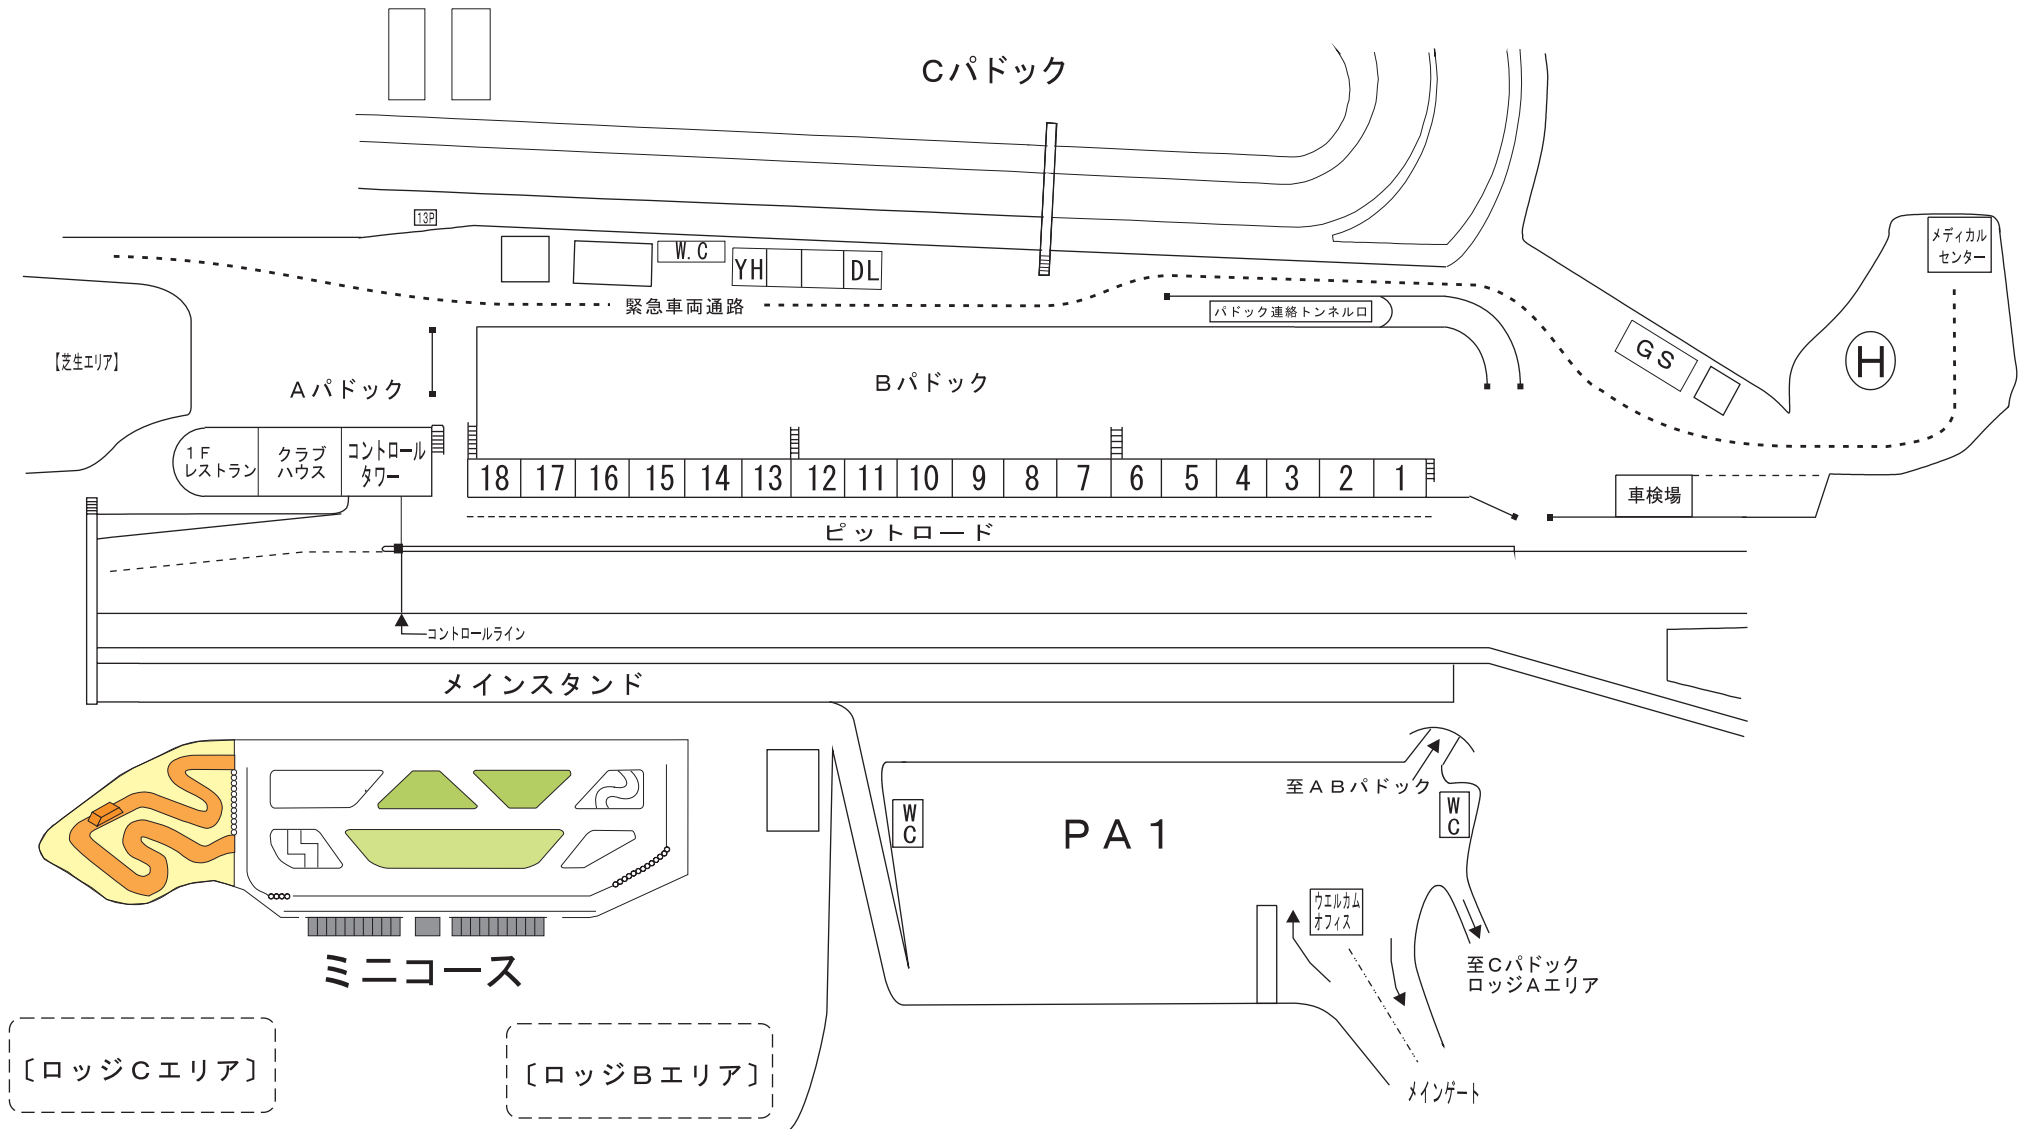 Cパドック
13P
W.C
YH
DL
メディカル
センター
緊急車両通路
パドック連絡トンネル口
GS
H
【芝生エリア】
Aパドック
Bパドック
1F
レストラン
クラブ
ハウス
コントロール
タワー
18 17 16 15 14 13 12 11 10 9 8 7 6 5 4 3 2 1
車検場
ピットロード
コントロールライン
メインスタンド
至ABパドック
WC
WC
PA1
ウエルカム
オフィス
至Cパドック
ロッジAエリア
ミニコース
〔ロッジCエリア〕
〔ロッジBエリア〕
メインゲート